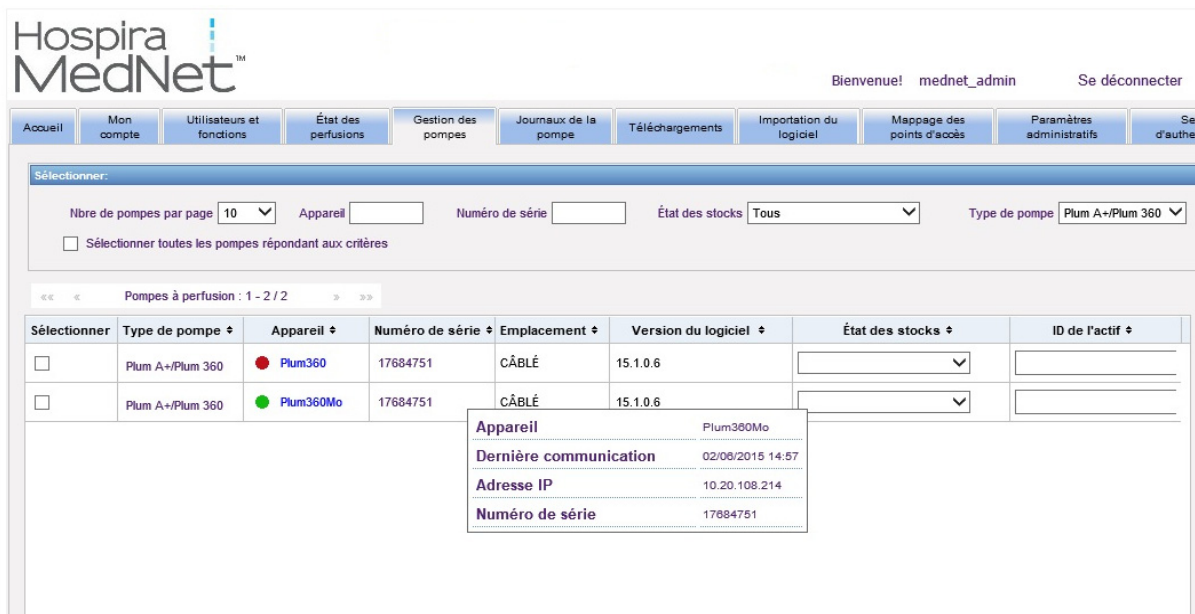 Hospira
MedNet™
Bienvenue! mednet_admin Se déconnecter
Accueil Mon compte Utilisateurs et fonctions État des perfusions Gestion des pompes Journaux de la pompe Téléchargements Importation du logiciel Mappage des points d'accès Paramètres administratifs Se d'authe
Sélectionner:
Nbre de pompes par page 10 Appareil Numéro de série État des stocks Tous Type de pompe Plum A+/Plum 360
Sélectionner toutes les pompes répondant aux critères
«« « Pompes à perfusion : 1 - 2 / 2 » »»
Sélectionner Type de pompe Appareil Numéro de série Emplacement Version du logiciel État des stocks ID de l'actif
Plum A+/Plum 360 Plum360 17684751 CÂBLÉ 15.1.0.6
Plum A+/Plum 360 Plum360Mo 17684751 CÂBLÉ 15.1.0.6
Appareil Plum360Mo
Dernière communication 02/06/2015 14:57
Adresse IP 10.20.108.214
Numéro de série 17684751